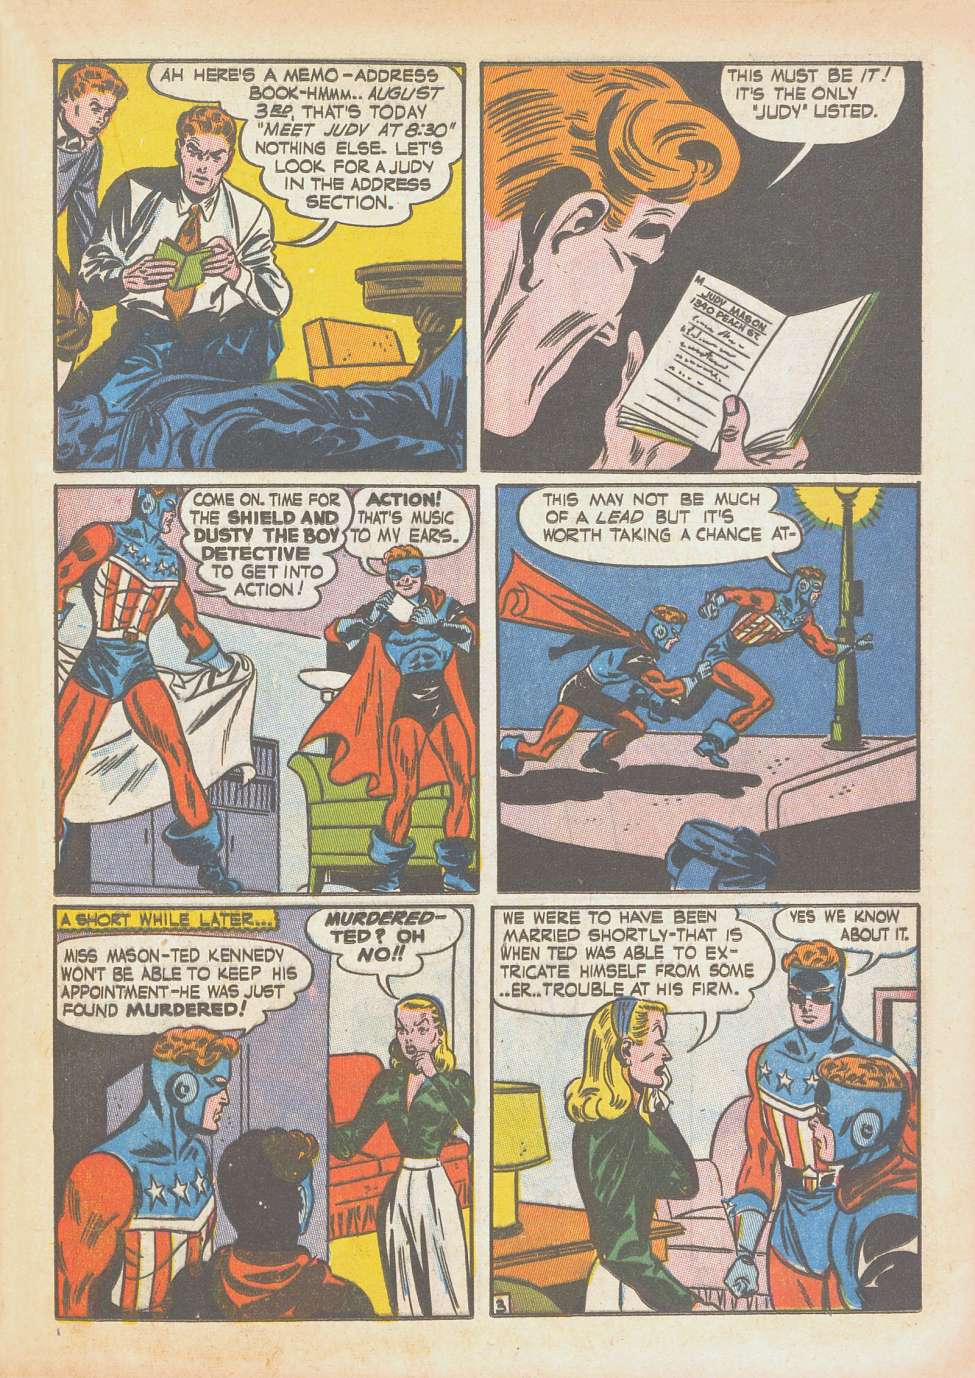 AH HERE'S A MEMO-ADDRESS
BOOK-HMMM.. AUGUST
3RD, THAT'S TODAY
"MEET JUDY AT 8:30"
NOTHING ELSE. LET'S
LOOK FOR A JUDY
IN THE ADDRESS
SECTION.
THIS MUST BE IT!
IT'S THE ONLY
"JUDY" LISTED.
M
JUDY MASON
1340 PEACH ST.
COME ON. TIME FOR
THE SHIELD AND
DUSTY THE BOY
DETECTIVE
TO GET INTO
ACTION!
ACTION!
THAT'S MUSIC
TO MY EARS.
THIS MAY NOT BE MUCH
OF A LEAD BUT IT'S
WORTH TAKING A CHANCE AT-
A SHORT WHILE LATER...
MISS MASON-TED KENNEDY
WON'T BE ABLE TO KEEP HIS
APPOINTMENT-HE WAS JUST
FOUND MURDERED!
MURDERED-
TED? OH
NO!!
WE WERE TO HAVE BEEN
MARRIED SHORTLY-THAT IS
WHEN TED WAS ABLE TO EX-
TRICATE HIMSELF FROM SOME
..ER..TROUBLE AT HIS FIRM.
YES WE KNOW
ABOUT IT.
3